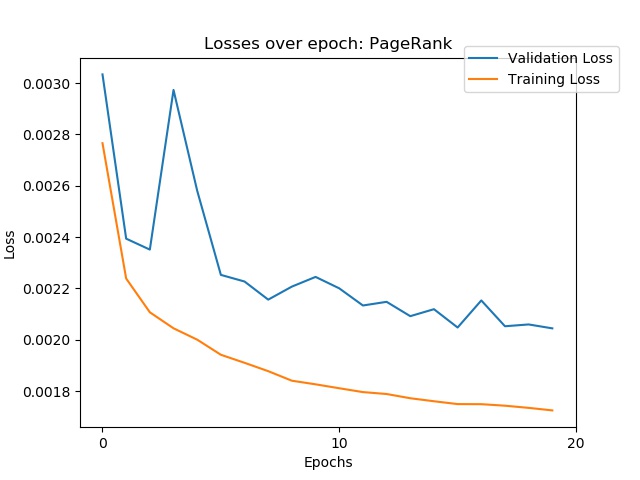 Losses over epoch: PageRank
Validation Loss
Training Loss
0.0030
0.0028
0.0026
0.0024
0.0022
0.0020
0.0018
Loss
0 10 20
Epochs